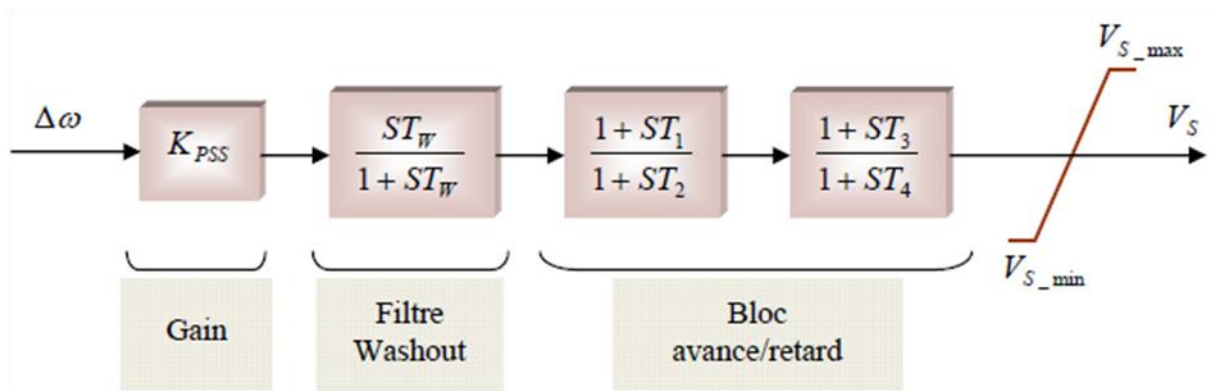 Δω
K_PSS
ST_W
1 + ST_W
1 + ST_1
1 + ST_2
1 + ST_3
1 + ST_4
V_S_max
V_S
V_S_min
Gain
Filtre
Washout
Bloc
avance/retard